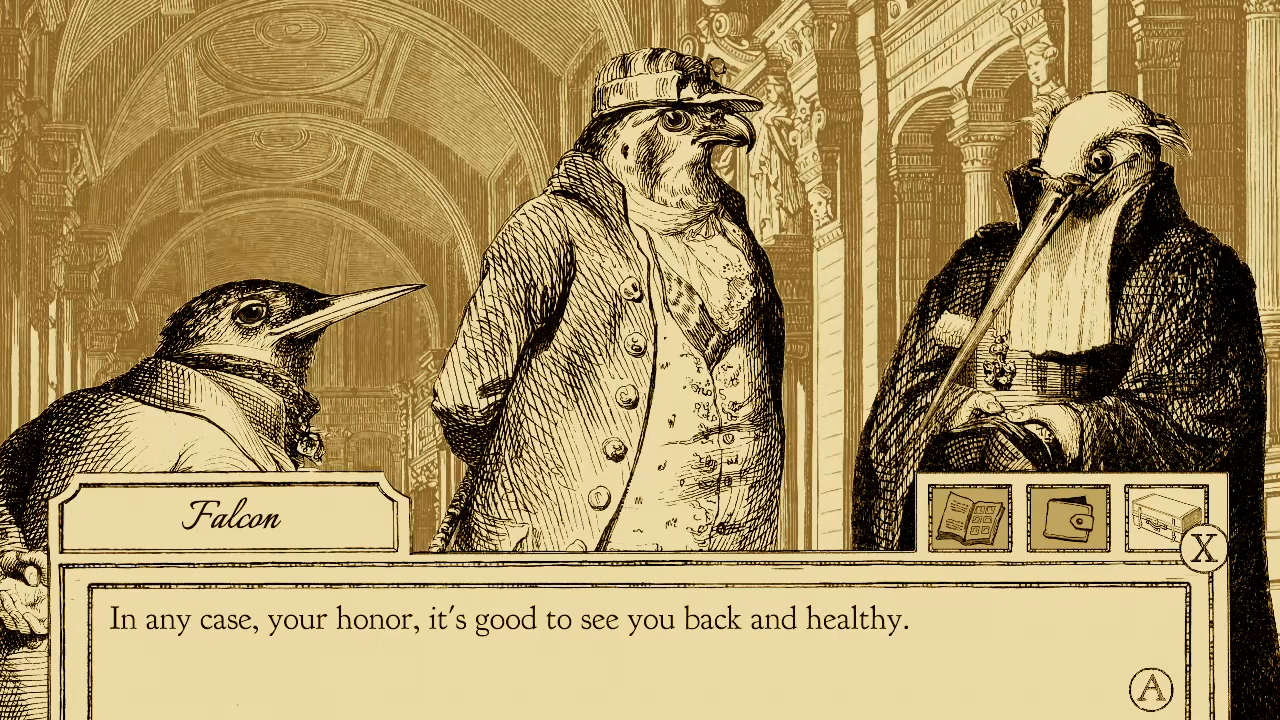 Falcon
X
In any case, your honor, it's good to see you back and healthy.
A